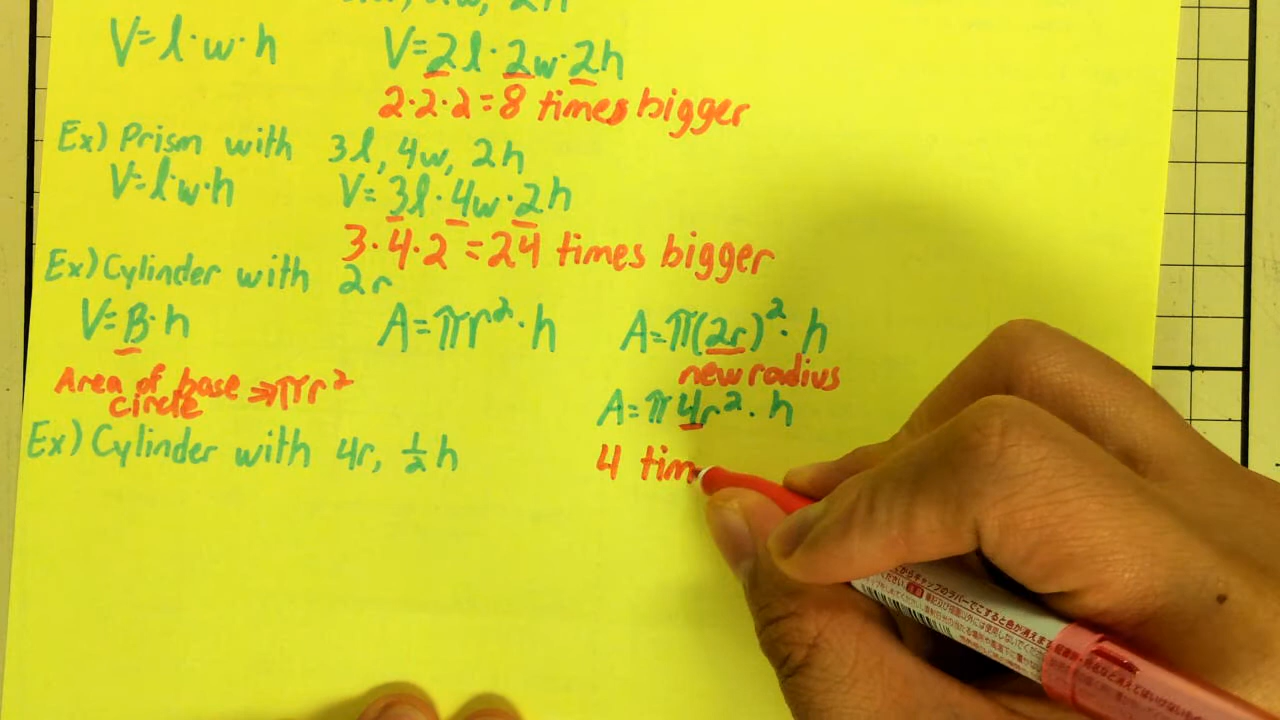 2h
V=l·w·h V=2l·2w·2h
2·2·2=8 times bigger
Ex) Prism with 3l, 4w, 2h
V=l·w·h V=3l·4w·2h
3·4·2=24 times bigger
Ex) Cylinder with 2r
V=B·h A=πr²·h A=π(2r)²·h
new radius
Area of base ⇒πr²
circle
A=π4r²·h
Ex) Cylinder with 4r, ½h
4 tim